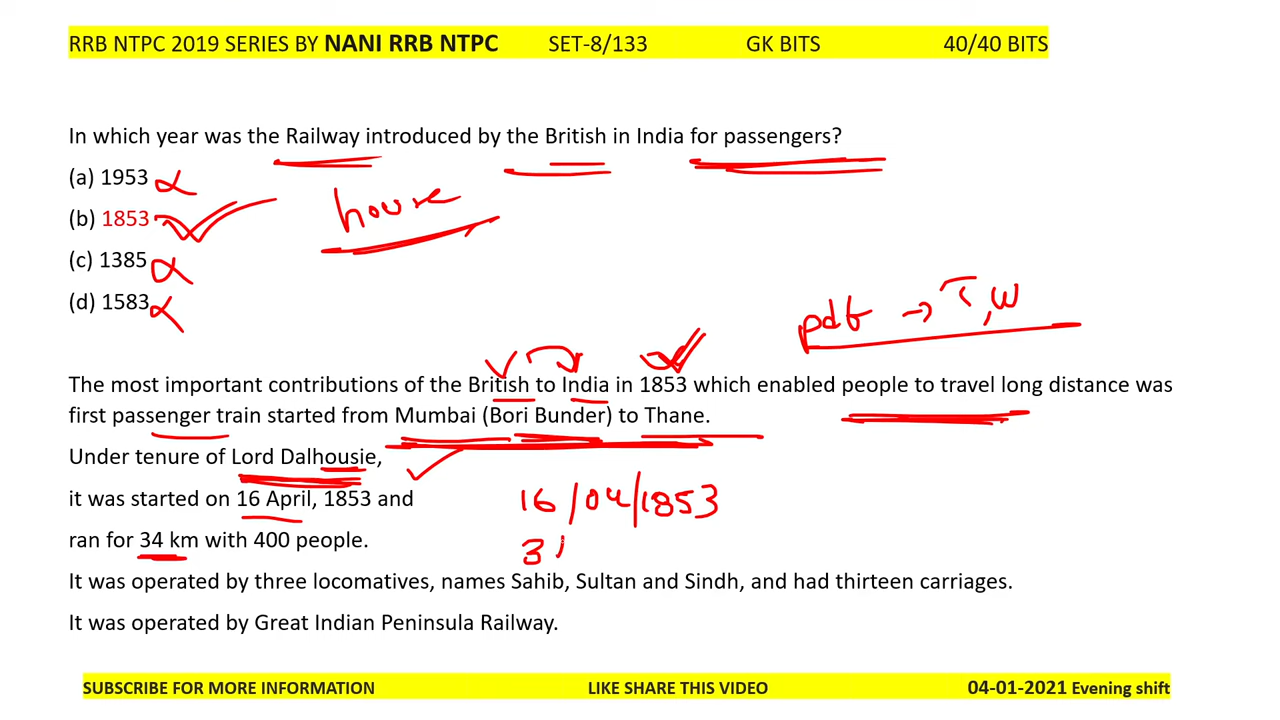 RRB NTPC 2019 SERIES BY NANI RRB NTPC SET-8/133 GK BITS 40/40 BITS
In which year was the Railway introduced by the British in India for passengers?
(a) 1953
(b) 1853
house
(c) 1385
(d) 1583
pdf → T, W
The most important contributions of the British to India in 1853 which enabled people to travel long distance was
first passenger train started from Mumbai (Bori Bunder) to Thane.
Under tenure of Lord Dalhousie,
it was started on 16 April, 1853 and
16/04/1853
ran for 34 km with 400 people.
3
It was operated by three locomatives, names Sahib, Sultan and Sindh, and had thirteen carriages.
It was operated by Great Indian Peninsula Railway.
SUBSCRIBE FOR MORE INFORMATION LIKE SHARE THIS VIDEO 04-01-2021 Evening shift